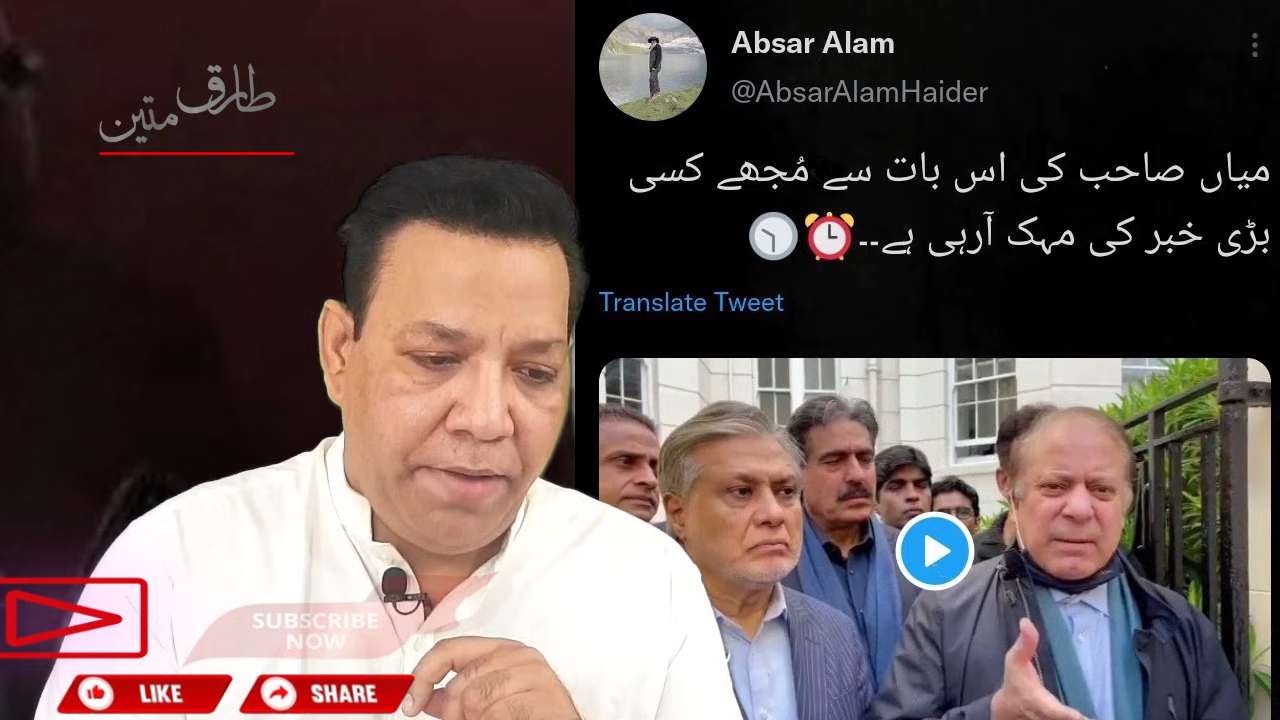 طارق متین
Absar Alam
@AbsarAlamHaider
میاں صاحب کی اس بات سے مُجھے کسی
بڑی خبر کی مہک آرہی ہے۔۔⏰🕥
Translate Tweet
SUBSCRIBE
NOW
LIKE
SHARE